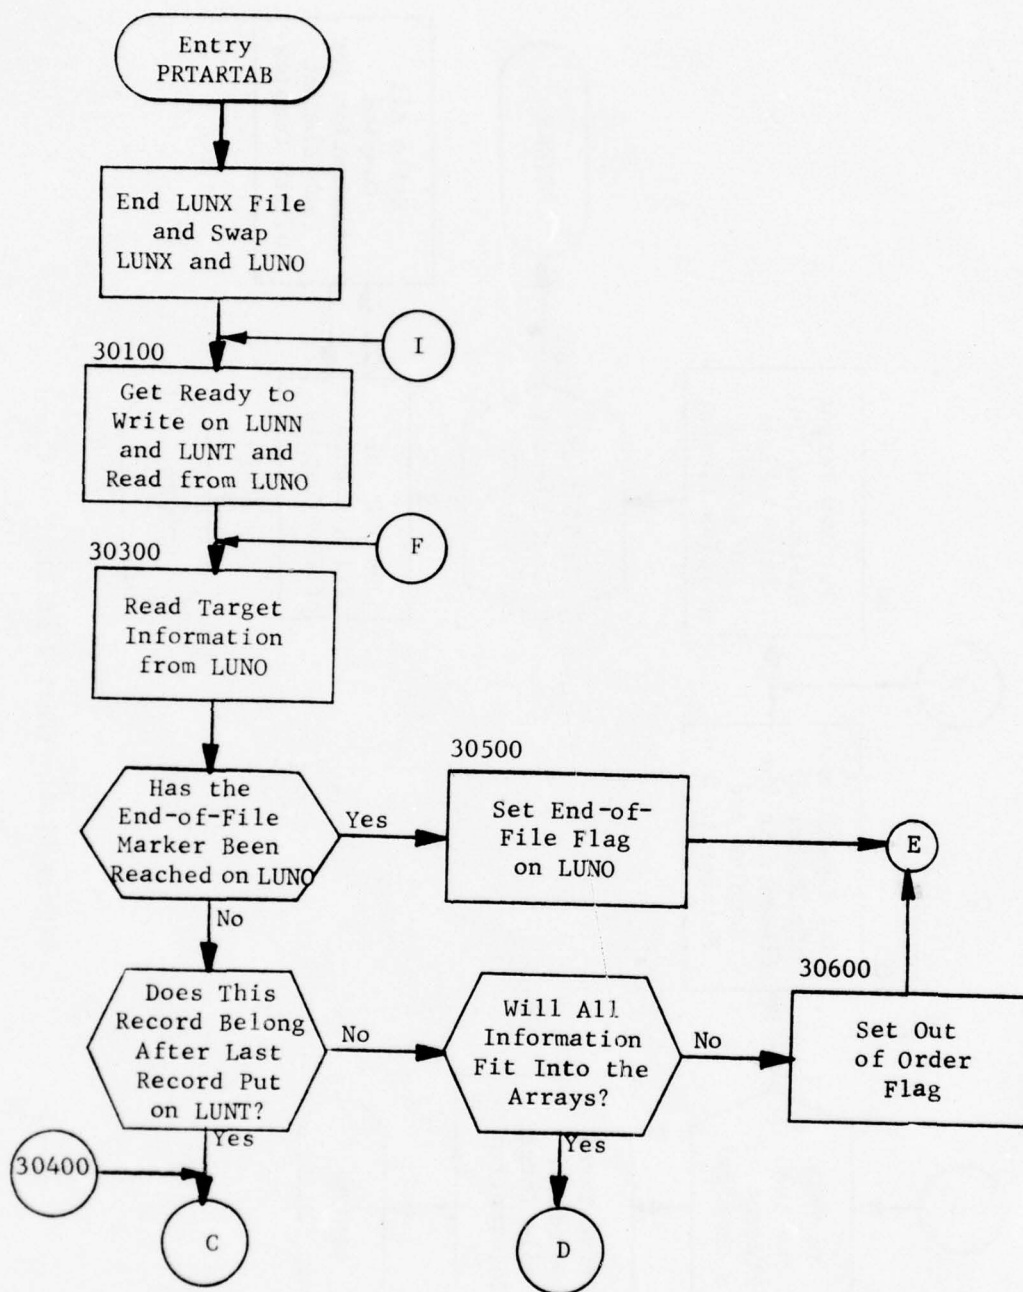 Entry
PRTARTAB
End LUNX File
and Swap
LUNX and LUNO
I
30100
Get Ready to
Write on LUNN
and LUNT and
Read from LUNO
F
30300
Read Target
Information
from LUNO
Has the
End-of-File
Marker Been
Reached on LUNO
Yes
30500
Set End-of-
File Flag
on LUNO
E
No
Does This
Record Belong
After Last
Record Put
on LUNT?
No
Will All
Information
Fit Into the
Arrays?
No
30600
Set Out
of Order
Flag
Yes
Yes
30400
C
D